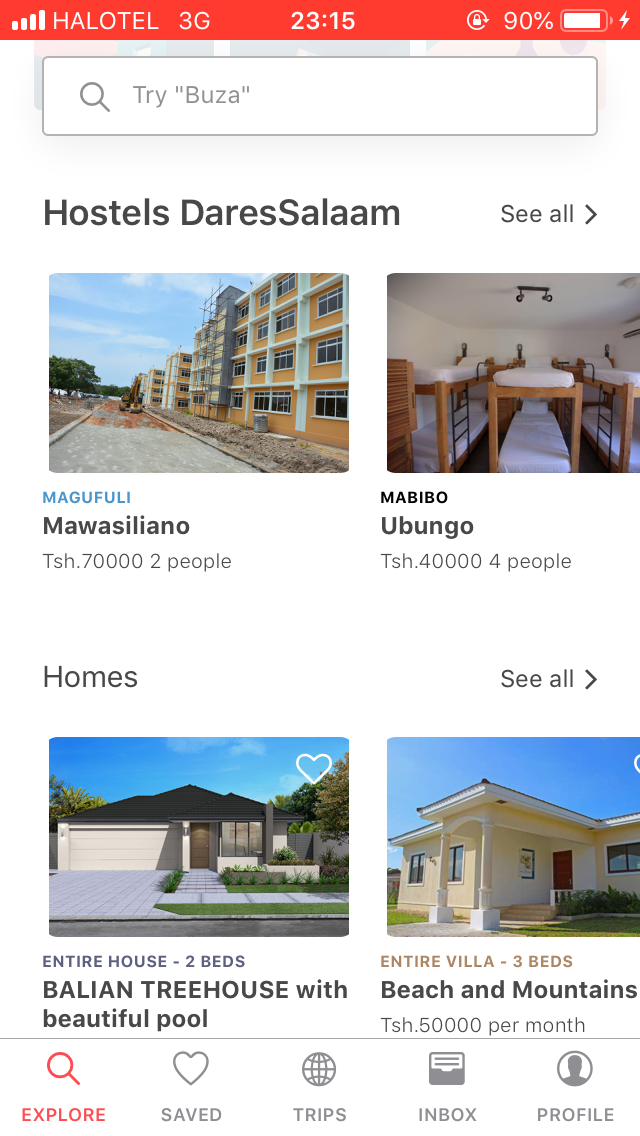 HALOTEL 3G 23:15 90%
Try "Buza"
Hostels DaresSalaam See all
MAGUFULI
Mawasiliano
Tsh.70000 2 people
MABIBO
Ubungo
Tsh.40000 4 people
Homes See all
ENTIRE HOUSE - 2 BEDS
BALIAN TREEHOUSE with
beautiful pool
ENTIRE VILLA - 3 BEDS
Beach and Mountains
Tsh.50000 per month
EXPLORE SAVED TRIPS INBOX PROFILE